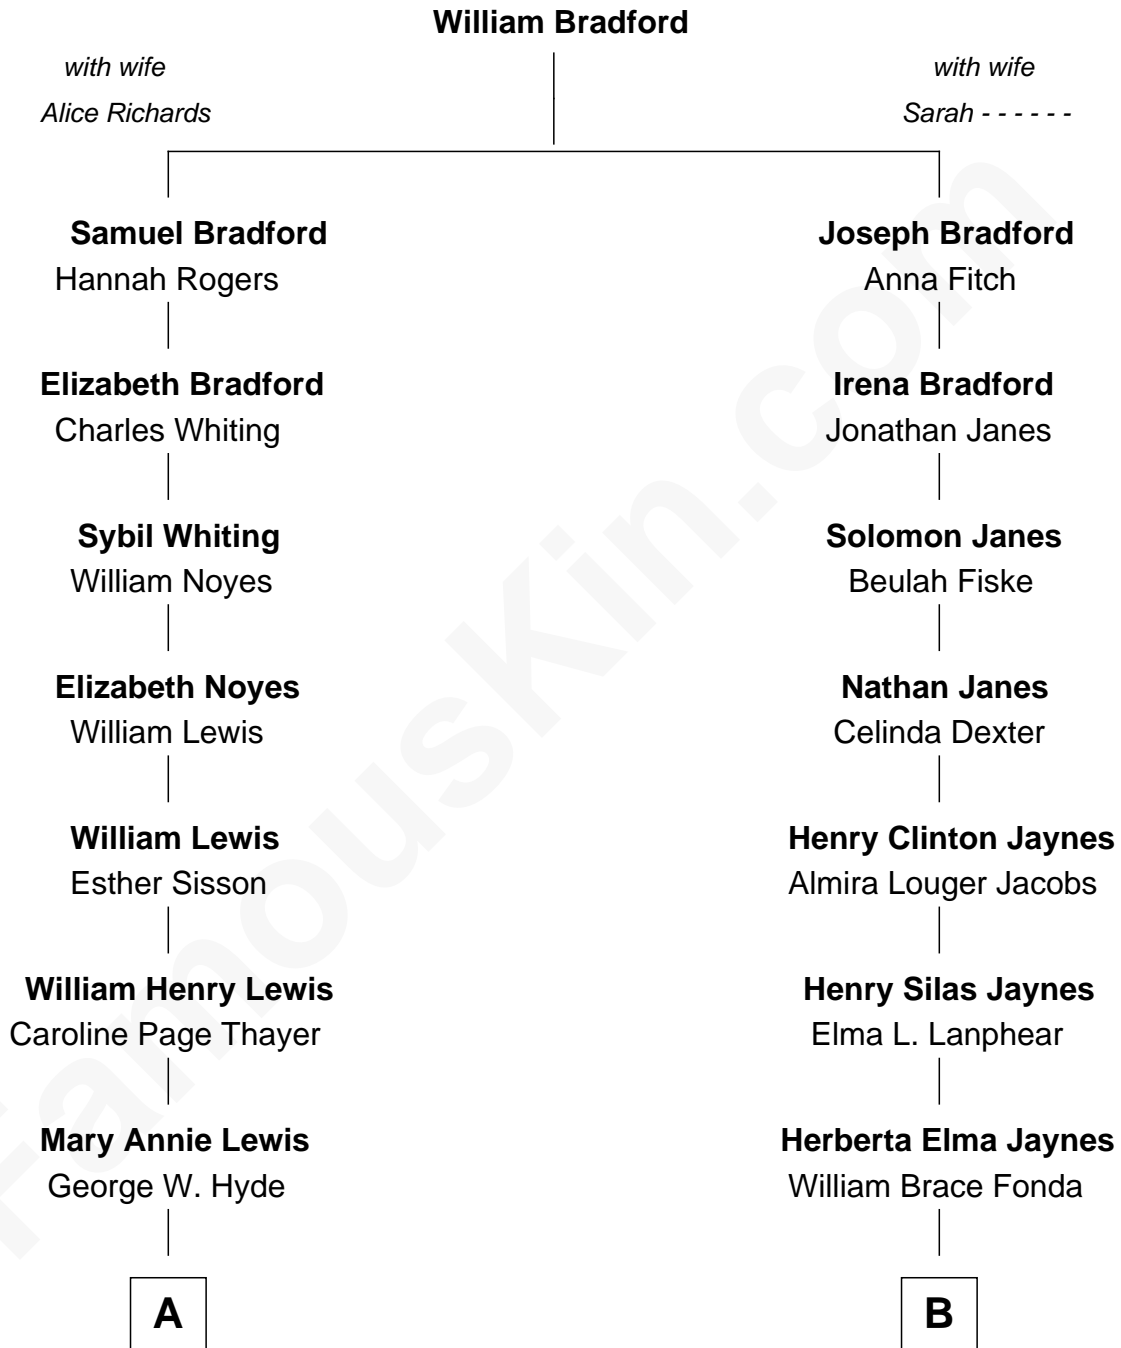 William Bradford
with wife
Alice Richards
with wife
Sarah - - - - - -
Samuel Bradford
Hannah Rogers
Joseph Bradford
Anna Fitch
Elizabeth Bradford
Charles Whiting
Irena Bradford
Jonathan Janes
Sybil Whiting
William Noyes
Solomon Janes
Beulah Fiske
Elizabeth Noyes
William Lewis
Nathan Janes
Celinda Dexter
William Lewis
Esther Sisson
Henry Clinton Jaynes
Almira Louger Jacobs
William Henry Lewis
Caroline Page Thayer
Henry Silas Jaynes
Elma L. Lanphear
Mary Annie Lewis
George W. Hyde
Herberta Elma Jaynes
William Brace Fonda
A
B
FamousKin.com